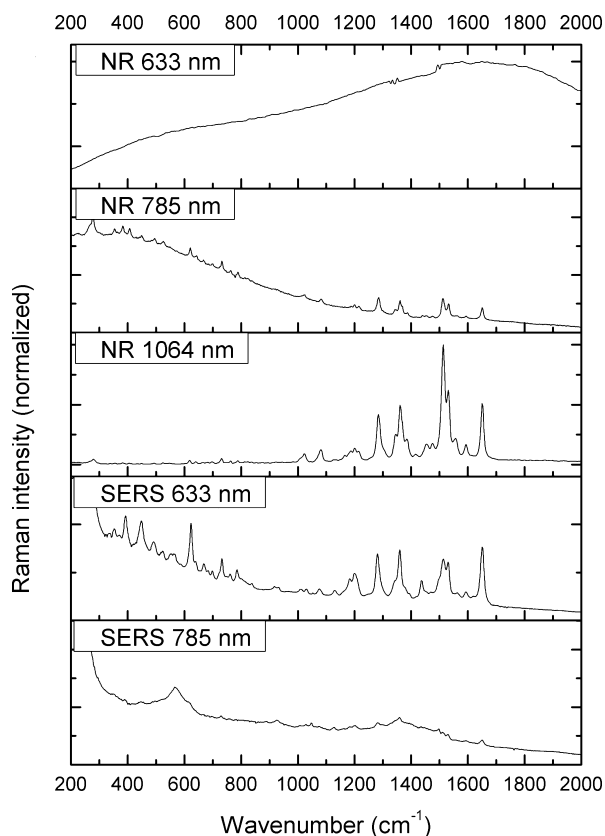 200 400 600 800 1000 1200 1400 1600 1800 2000
NR 633 nm
NR 785 nm
NR 1064 nm
SERS 633 nm
SERS 785 nm
Raman intensity (normalized)
200 400 600 800 1000 1200 1400 1600 1800 2000
Wavenumber (cm⁻¹)